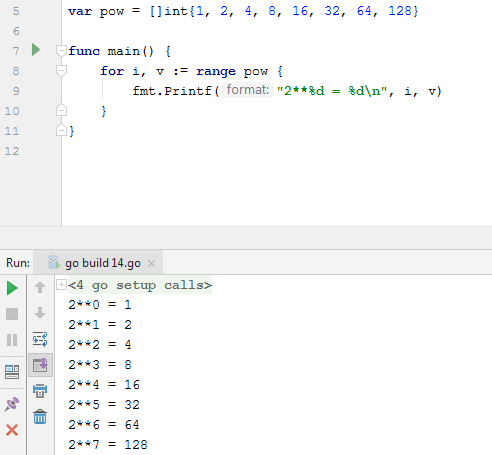 5 var pow = []int{1, 2, 4, 8, 16, 32, 64, 128}
6
7 func main() {
8 for i, v := range pow {
9 fmt.Printf( format: "2**%d = %d\n", i, v)
10 }
11 }
12
Run: go build 14.go
<4 go setup calls>
2**0 = 1
2**1 = 2
2**2 = 4
2**3 = 8
2**4 = 16
2**5 = 32
2**6 = 64
2**7 = 128